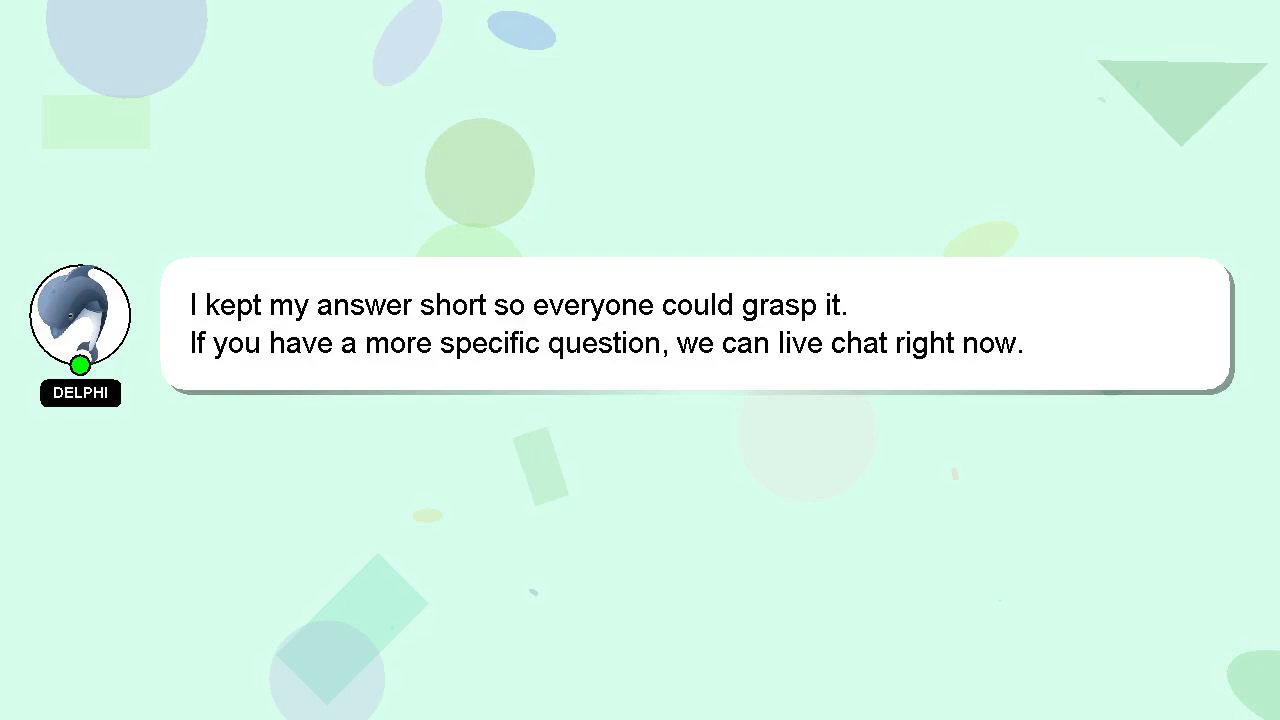 I kept my answer short so everyone could grasp it.
If you have a more specific question, we can live chat right now.
DELPHI